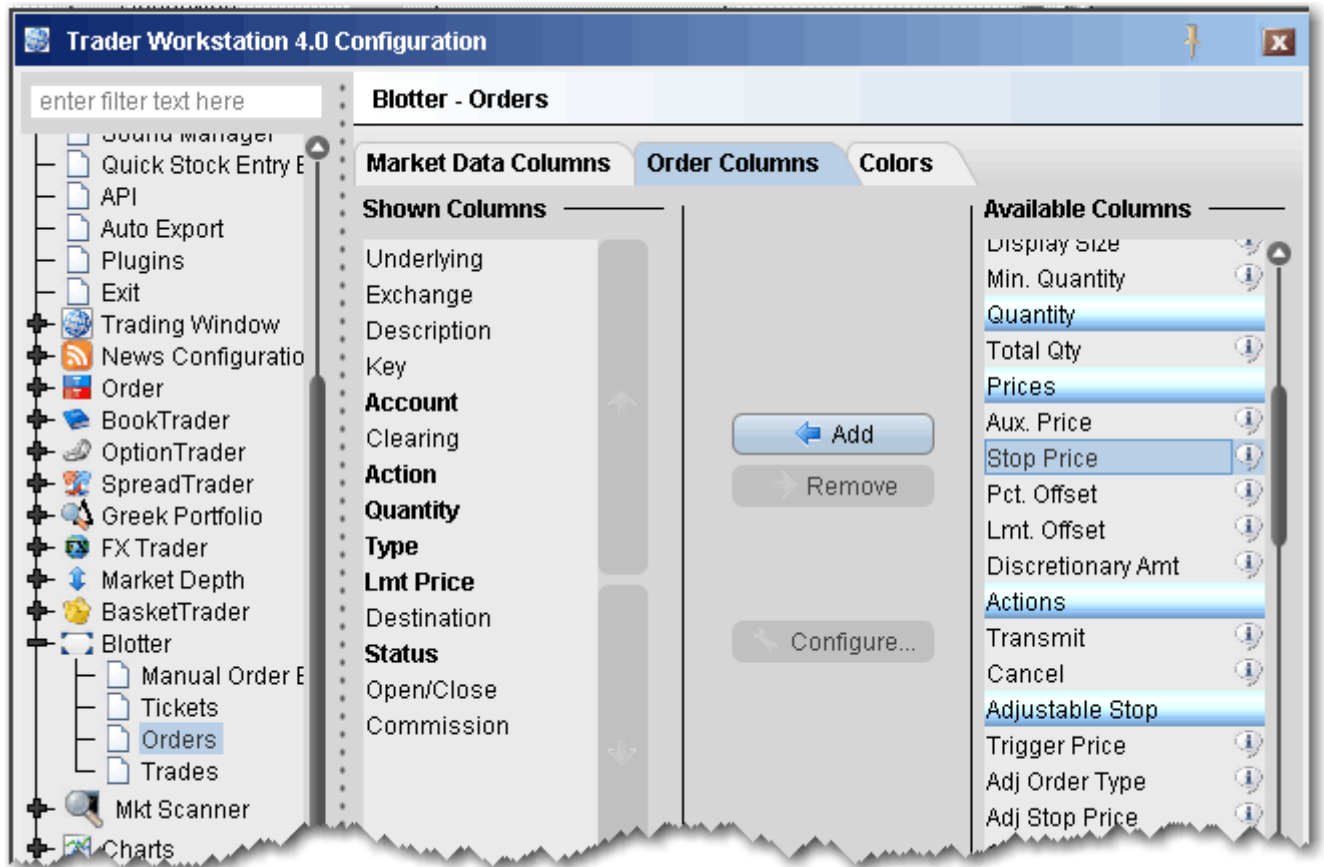 Trader Workstation 4.0 Configuration
enter filter text here
Sound Manager
Quick Stock Entry E
API
Auto Export
Plugins
Exit
Trading Window
News Configuratio
Order
BookTrader
OptionTrader
SpreadTrader
Greek Portfolio
FX Trader
Market Depth
BasketTrader
Blotter
Manual Order E
Tickets
Orders
Trades
Mkt Scanner
Charts
Blotter - Orders
Market Data Columns
Order Columns
Colors
Shown Columns
Underlying
Exchange
Description
Key
Account
Clearing
Action
Quantity
Type
Lmt Price
Destination
Status
Open/Close
Commission
Add
Remove
Configure...
Available Columns
Display Size
Min. Quantity
Quantity
Total Qty
Prices
Aux. Price
Stop Price
Pct. Offset
Lmt. Offset
Discretionary Amt
Actions
Transmit
Cancel
Adjustable Stop
Trigger Price
Adj Order Type
Adj Stop Price